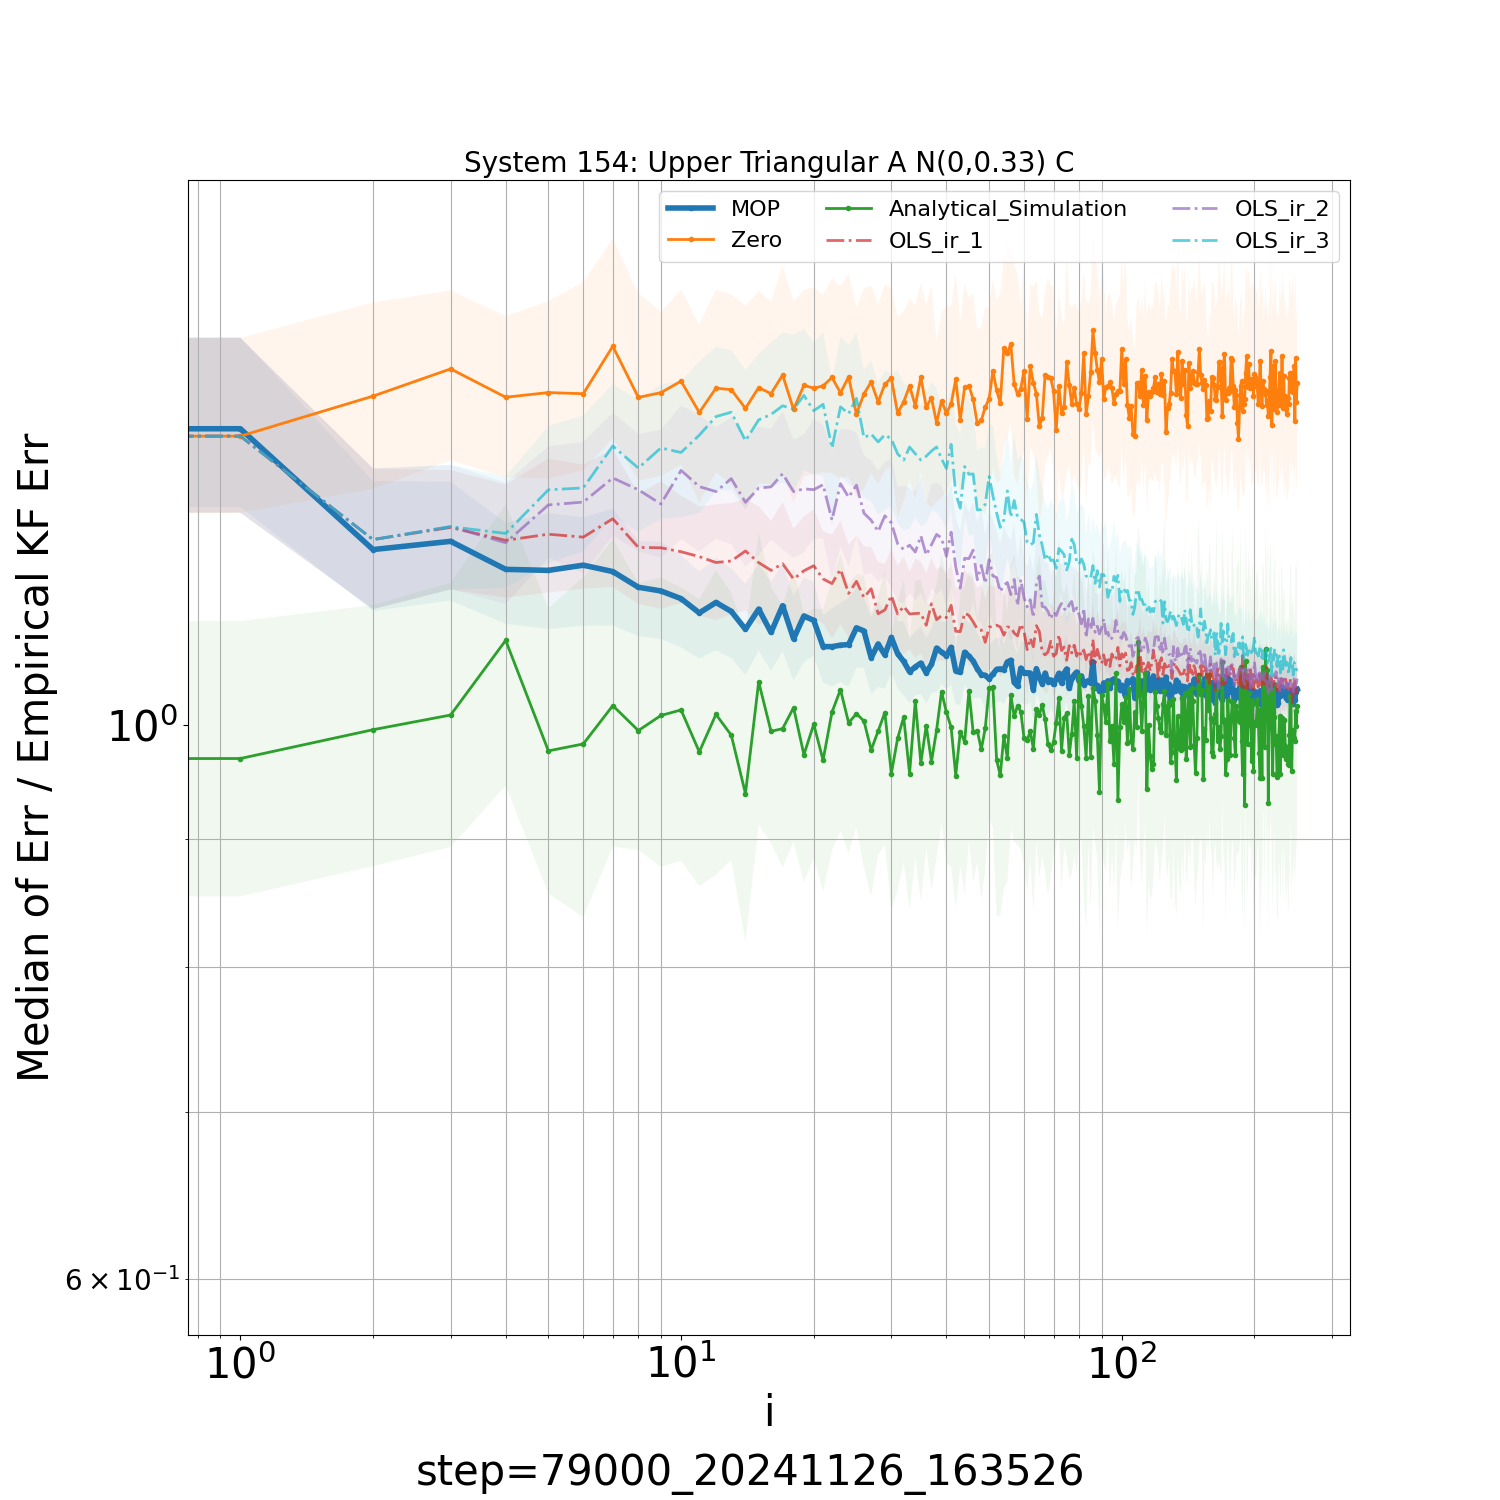 System 154: Upper Triangular A N(0,0.33) C
MOP
Zero
Analytical_Simulation
OLS_ir_1
OLS_ir_2
OLS_ir_3
Median of Err / Empirical KF Err
10⁰
6 × 10⁻¹
10⁰ 10¹ 10²
i
step=79000_20241126_163526